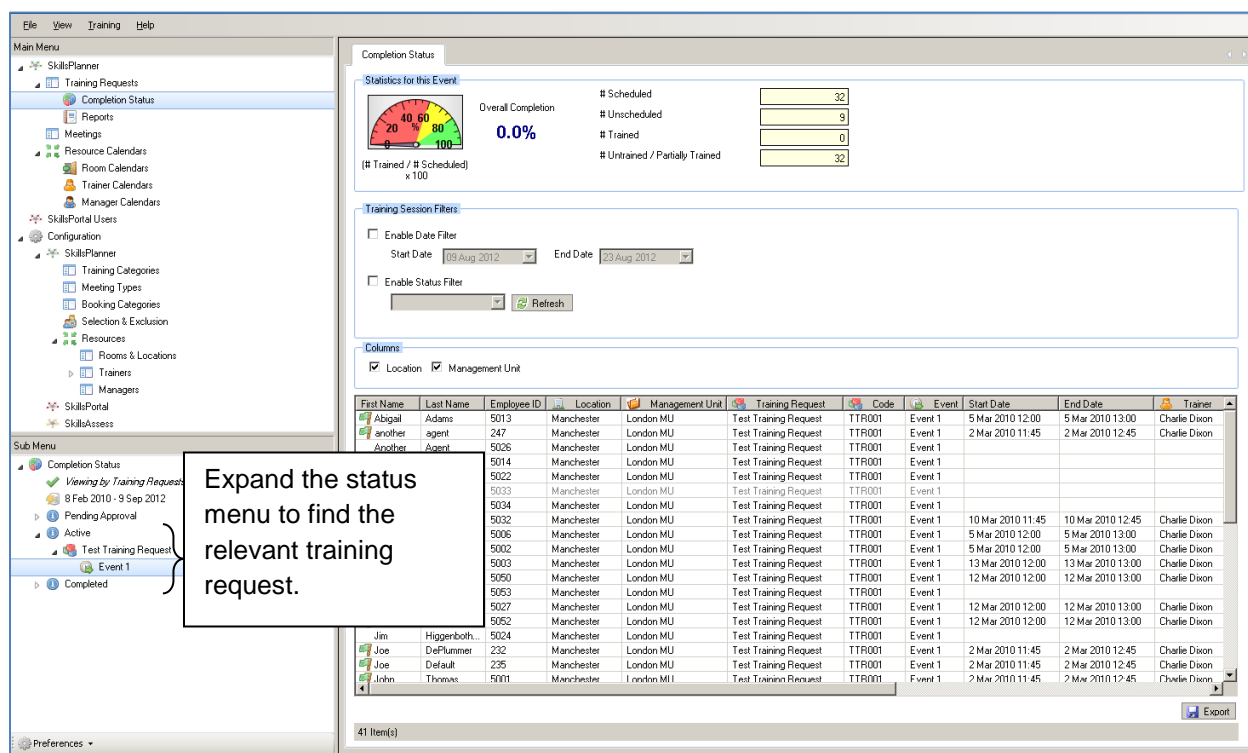 File View Training Help
Main Menu
SkillsPlanner
Training Requests
Completion Status
Reports
Meetings
Resource Calendars
Room Calendars
Trainer Calendars
Manager Calendars
SkillsPortal Users
Configuration
SkillsPlanner
Training Categories
Meeting Types
Booking Categories
Selection & Exclusion
Resources
Rooms & Locations
Trainers
Managers
SkillsPortal
SkillsAssess
Sub Menu
Completion Status
Viewing by Training Requests
8 Feb 2010 - 9 Sep 2012
Pending Approval
Active
Test Training Request
Event 1
Completed
Preferences
Expand the status
menu to find the
relevant training
request.
Completion Status
Statistics for this Event
20 40 60 80 100
0 %
Overall Completion
0.0%
(# Trained / # Scheduled)
x 100
# Scheduled 32
# Unscheduled 9
# Trained 0
# Untrained / Partially Trained 32
Training Session Filters
Enable Date Filter
Start Date 09 Aug 2012 End Date 23 Aug 2012
Enable Status Filter
Refresh
Columns
Location Management Unit
First Name Last Name Employee ID Location Management Unit Training Request Code Event Start Date End Date Trainer
Abigail Adams 5013 Manchester London MU Test Training Request TTR001 Event 1 5 Mar 2010 12:00 5 Mar 2010 13:00 Charlie Dixon
another agent 247 Manchester London MU Test Training Request TTR001 Event 1 2 Mar 2010 11:45 2 Mar 2010 12:45 Charlie Dixon
Another Agent 5026 Manchester London MU Test Training Request TTR001 Event 1
5014 Manchester London MU Test Training Request TTR001 Event 1
5022 Manchester London MU Test Training Request TTR001 Event 1
5033 Manchester London MU Test Training Request TTR001 Event 1
5034 Manchester London MU Test Training Request TTR001 Event 1
5032 Manchester London MU Test Training Request TTR001 Event 1 10 Mar 2010 11:45 10 Mar 2010 12:45 Charlie Dixon
5006 Manchester London MU Test Training Request TTR001 Event 1 5 Mar 2010 12:00 5 Mar 2010 13:00 Charlie Dixon
5002 Manchester London MU Test Training Request TTR001 Event 1 5 Mar 2010 12:00 5 Mar 2010 13:00 Charlie Dixon
5003 Manchester London MU Test Training Request TTR001 Event 1 13 Mar 2010 12:00 13 Mar 2010 13:00 Charlie Dixon
5050 Manchester London MU Test Training Request TTR001 Event 1 12 Mar 2010 12:00 12 Mar 2010 13:00 Charlie Dixon
5053 Manchester London MU Test Training Request TTR001 Event 1
5027 Manchester London MU Test Training Request TTR001 Event 1 12 Mar 2010 12:00 12 Mar 2010 13:00 Charlie Dixon
5052 Manchester London MU Test Training Request TTR001 Event 1 12 Mar 2010 12:00 12 Mar 2010 13:00 Charlie Dixon
Jim Higgenboth... 5024 Manchester London MU Test Training Request TTR001 Event 1
Joe DePlummer 232 Manchester London MU Test Training Request TTR001 Event 1 2 Mar 2010 11:45 2 Mar 2010 12:45 Charlie Dixon
Joe Default 235 Manchester London MU Test Training Request TTR001 Event 1 2 Mar 2010 11:45 2 Mar 2010 12:45 Charlie Dixon
John Thomas 5001 Manchester London MU Test Training Request TTR001 Event 1 2 Mar 2010 11:45 2 Mar 2010 12:45 Charlie Dixon
Export
41 Item(s)